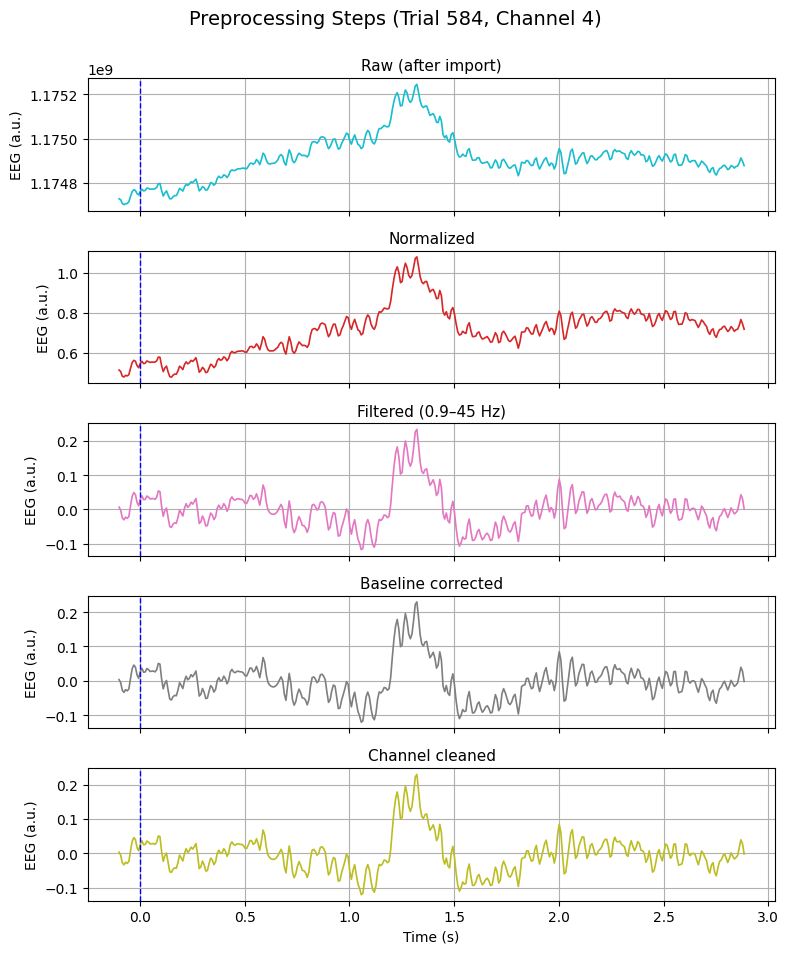 Preprocessing Steps (Trial 584, Channel 4)
Raw (after import)
1e9
1.1752
1.1750
1.1748
EEG (a.u.)
Normalized
1.0
0.8
0.6
EEG (a.u.)
Filtered (0.9–45 Hz)
0.2
0.1
0.0
−0.1
EEG (a.u.)
Baseline corrected
0.2
0.1
0.0
−0.1
EEG (a.u.)
Channel cleaned
0.2
0.1
0.0
−0.1
EEG (a.u.)
0.0 0.5 1.0 1.5 2.0 2.5 3.0
Time (s)